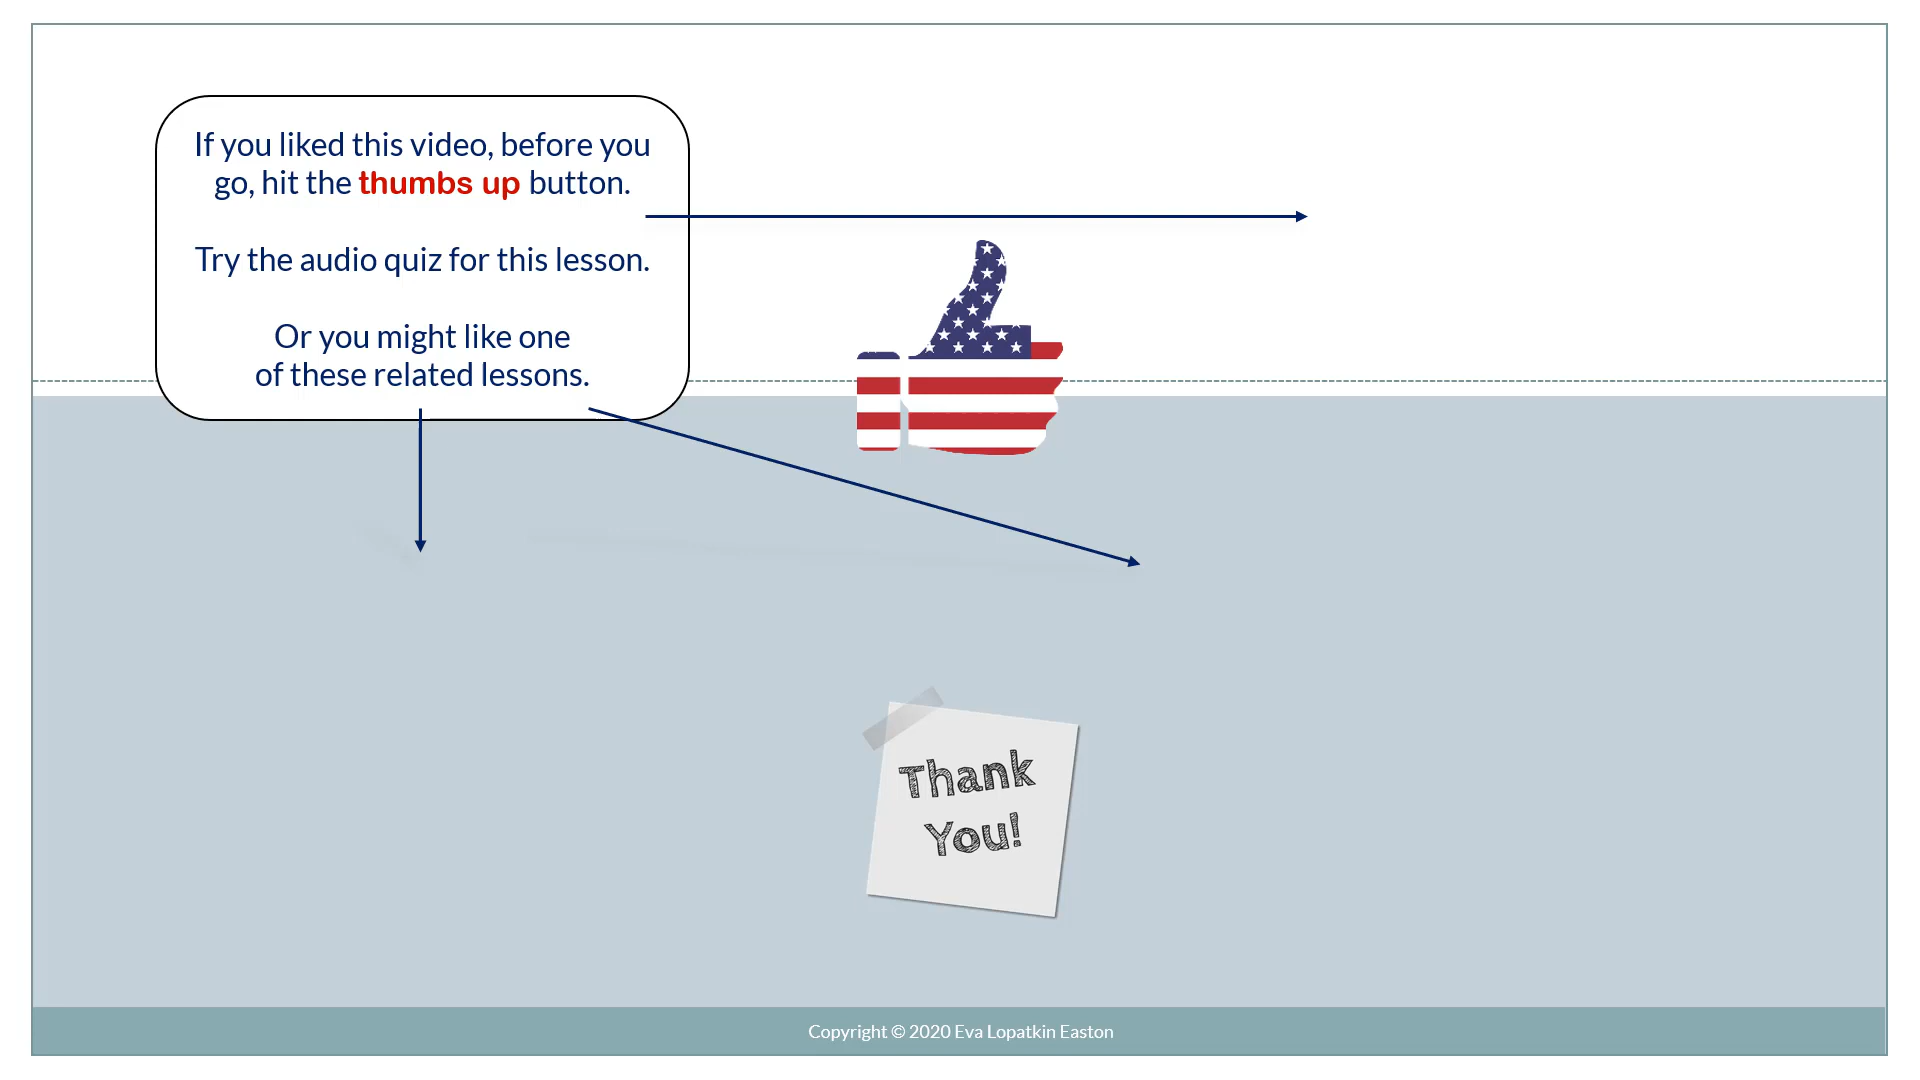 If you liked this video, before you
go, hit the thumbs up button.
Try the audio quiz for this lesson.
Or you might like one
of these related lessons.
Thank
You!
Copyright © 2020 Eva Lopatkin Easton